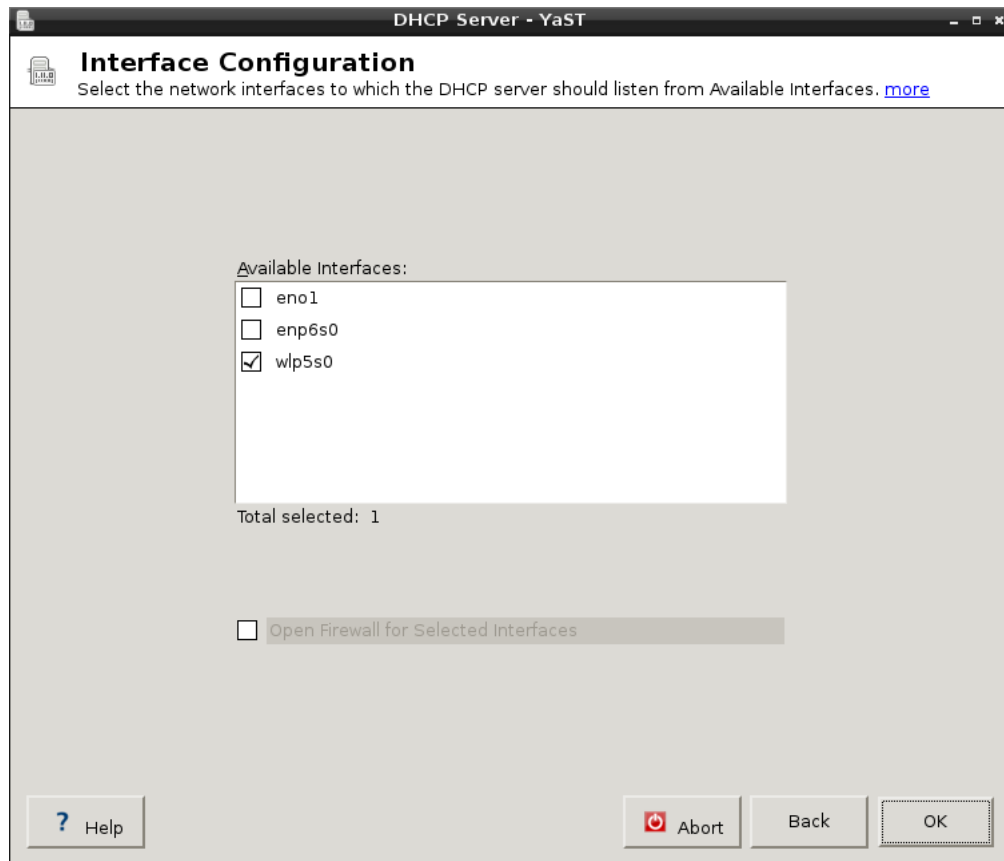 DHCP Server - YaST
Interface Configuration
Select the network interfaces to which the DHCP server should listen from Available Interfaces. more
Available Interfaces:
eno1
enp6s0
wlp5s0
Total selected: 1
Open Firewall for Selected Interfaces
? Help
Abort
Back
OK